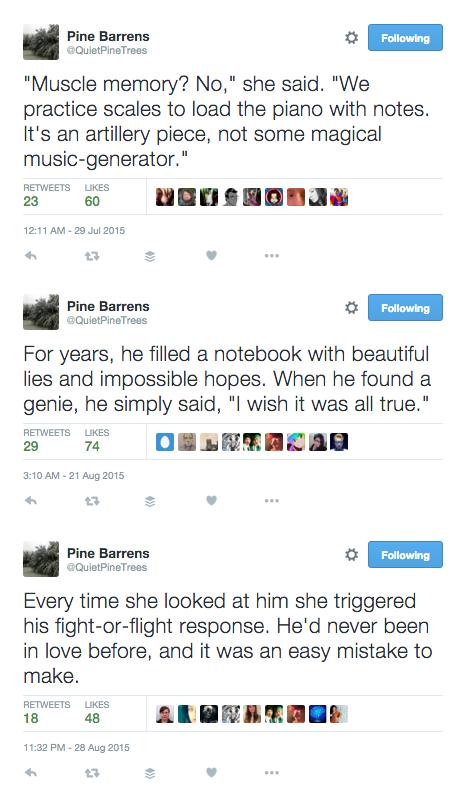 Pine Barrens
@QuietPineTrees
Following
"Muscle memory? No," she said. "We
practice scales to load the piano with notes.
It's an artillery piece, not some magical
music-generator."
RETWEETS LIKES
23 60
12:11 AM - 29 Jul 2015
Pine Barrens
@QuietPineTrees
Following
For years, he filled a notebook with beautiful
lies and impossible hopes. When he found a
genie, he simply said, "I wish it was all true."
RETWEETS LIKES
29 74
3:10 AM - 21 Aug 2015
Pine Barrens
@QuietPineTrees
Following
Every time she looked at him she triggered
his fight-or-flight response. He'd never been
in love before, and it was an easy mistake to
make.
RETWEETS LIKES
18 48
11:32 PM - 28 Aug 2015